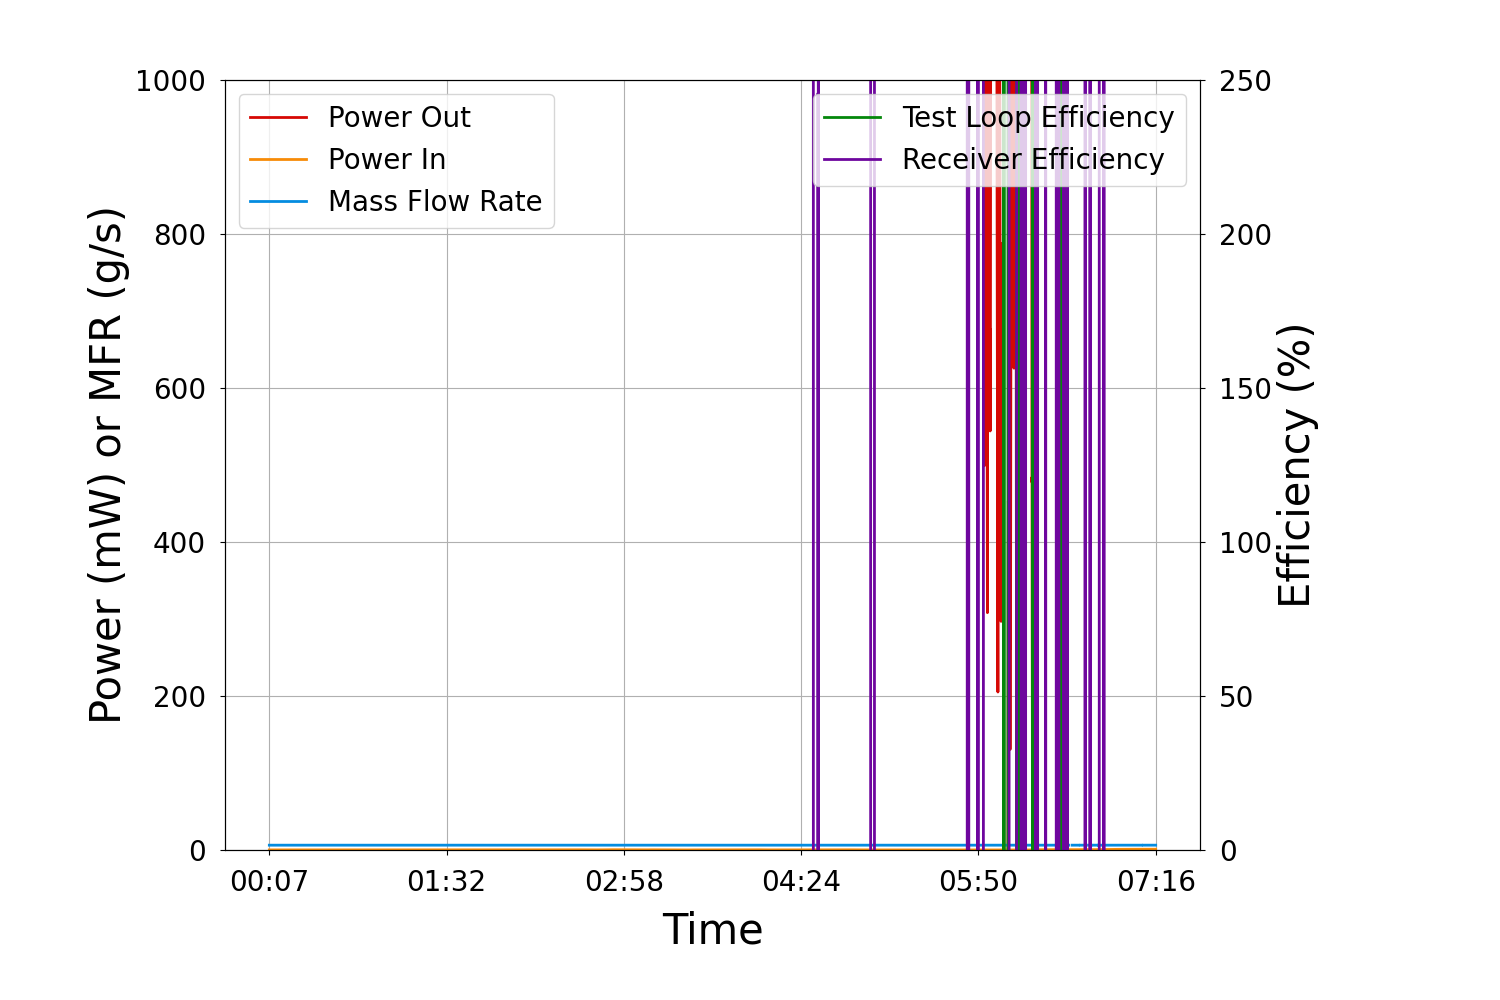 1000
800
600
400
200
0
Power (mW) or MFR (g/s)
Power Out
Power In
Mass Flow Rate
Test Loop Efficiency
Receiver Efficiency
250
200
150
100
50
0
Efficiency (%)
00:07 01:32 02:58 04:24 05:50 07:16
Time